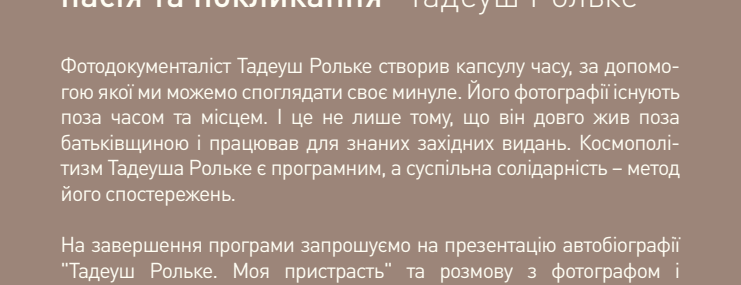 пасія та покликання" Тадеуш Рольке
Фотодокументаліст Тадеуш Рольке створив капсулу часу, за допомо-
гою якої ми можемо споглядати своє минуле. Його фотографії існують
поза часом та місцем. І це не лише тому, що він довго жив поза
батьківщиною і працював для знаних західних видань. Космополі-
тизм Тадеуша Рольке є програмним, а суспільна солідарність – метод
його спостережень.
На завершення програми запрошуємо на презентацію автобіографії
"Тадеуш Рольке. Моя пристрасть" та розмову з фотографом і